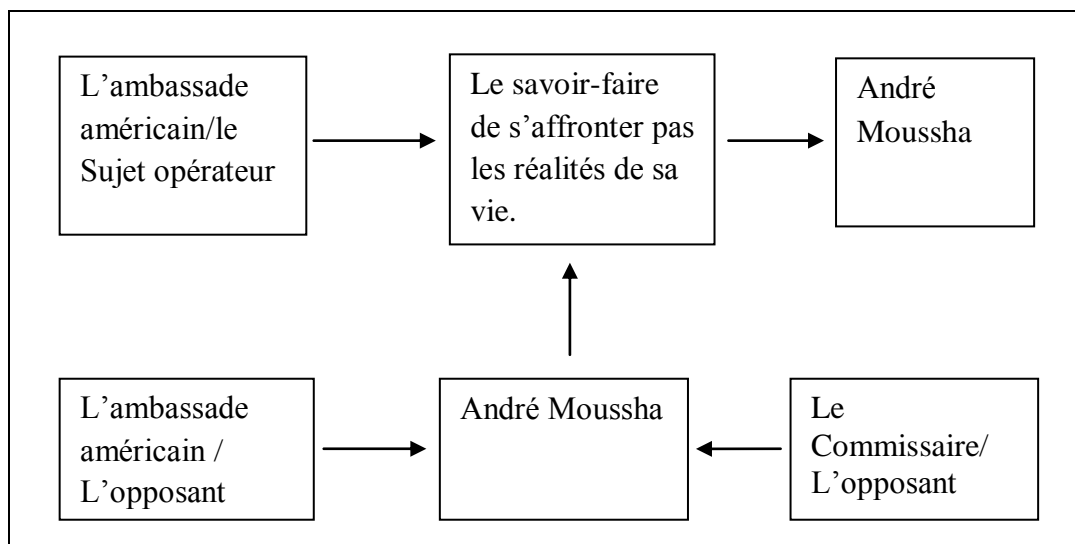 L’ambassade
américain/le
Sujet opérateur
Le savoir-faire
de s’affronter pas
les réalités de sa
vie.
André
Moussha
L’ambassade
américain /
L’opposant
André Moussha
Le
Commissaire/
L’opposant